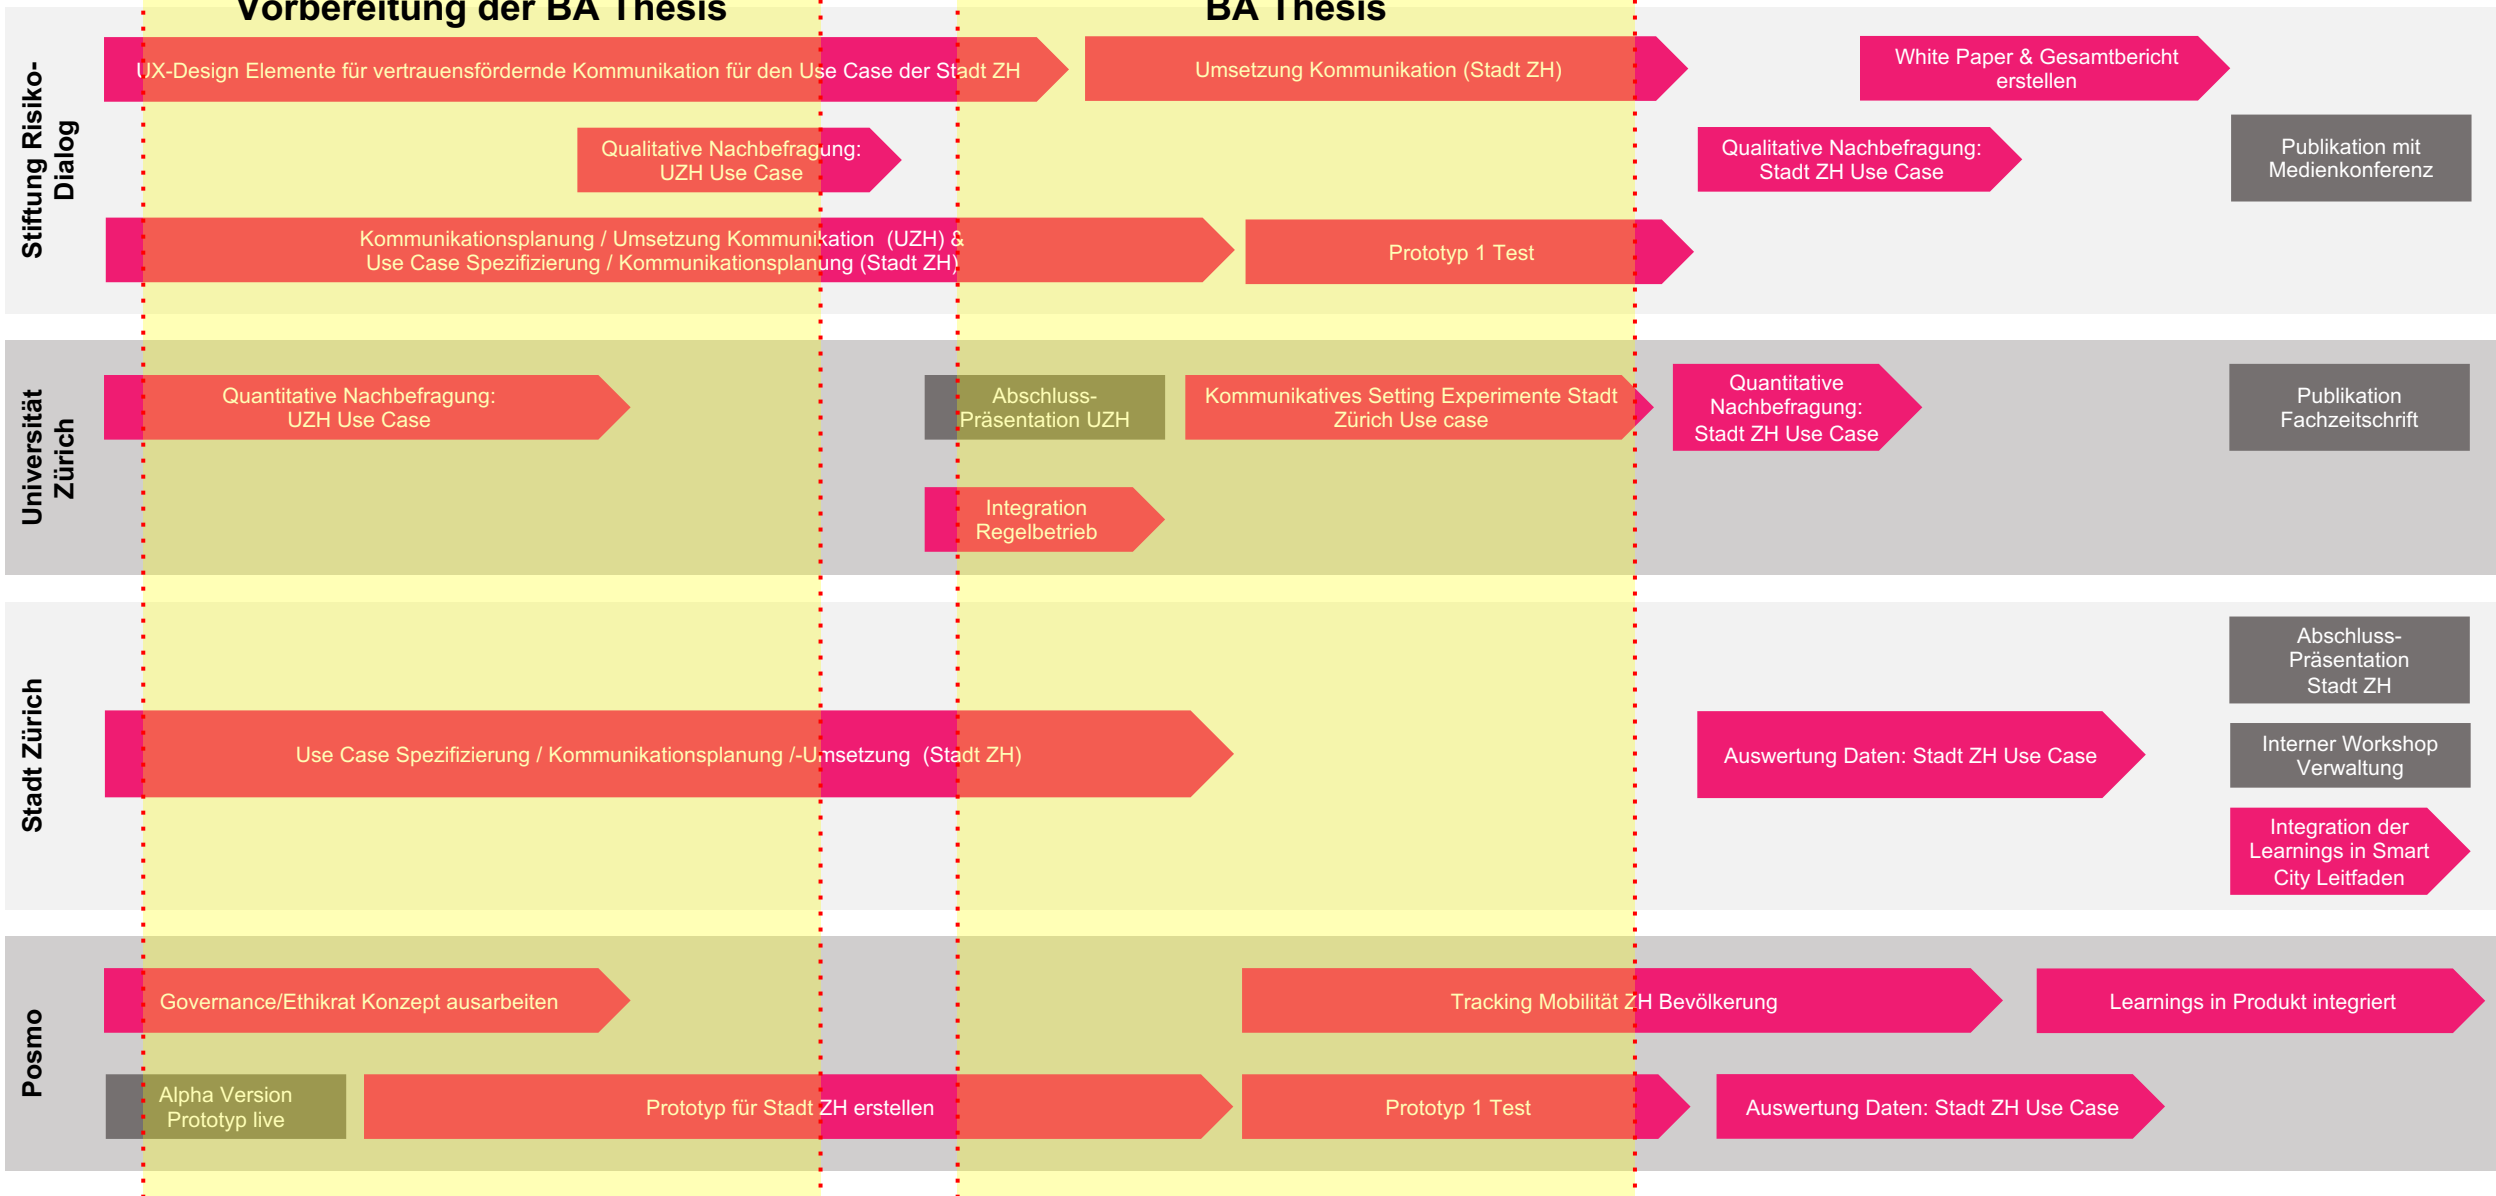 Vorbereitung der BA Thesis
BA Thesis
Stiftung Risiko-
Dialog
UX-Design Elemente für vertrauensfördernde Kommunikation für den Use Case der Stadt ZH
Umsetzung Kommunikation (Stadt ZH)
White Paper & Gesamtbericht
erstellen
Qualitative Nachbefragung:
UZH Use Case
Qualitative Nachbefragung:
Stadt ZH Use Case
Publikation mit
Medienkonferenz
Kommunikationsplanung / Umsetzung Kommunikation (UZH) &
Use Case Spezifizierung / Kommunikationsplanung (Stadt ZH)
Prototyp 1 Test
Universität
Zürich
Quantitative Nachbefragung:
UZH Use Case
Abschluss-
Präsentation UZH
Kommunikatives Setting Experimente Stadt
Zürich Use case
Quantitative
Nachbefragung:
Stadt ZH Use Case
Publikation
Fachzeitschrift
Integration
Regelbetrieb
Stadt Zürich
Use Case Spezifizierung / Kommunikationsplanung /-Umsetzung (Stadt ZH)
Auswertung Daten: Stadt ZH Use Case
Abschluss-
Präsentation
Stadt ZH
Interner Workshop
Verwaltung
Integration der
Learnings in Smart
City Leitfaden
Posmo
Governance/Ethikrat Konzept ausarbeiten
Tracking Mobilität ZH Bevölkerung
Learnings in Produkt integriert
Alpha Version
Prototyp live
Prototyp für Stadt ZH erstellen
Prototyp 1 Test
Auswertung Daten: Stadt ZH Use Case